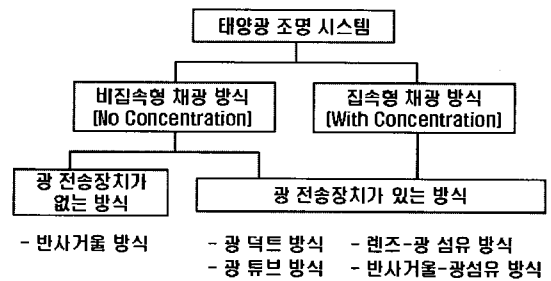 태양광 조명 시스템
비집속형 채광 방식
(No Concentration)
집속형 채광 방식
(With Concentration)
광 전송장치가
없는 방식
광 전송장치가 있는 방식
- 반사거울 방식
- 광 덕트 방식
- 광 튜브 방식
- 렌즈-광 섬유 방식
- 반사거울-광섬유 방식